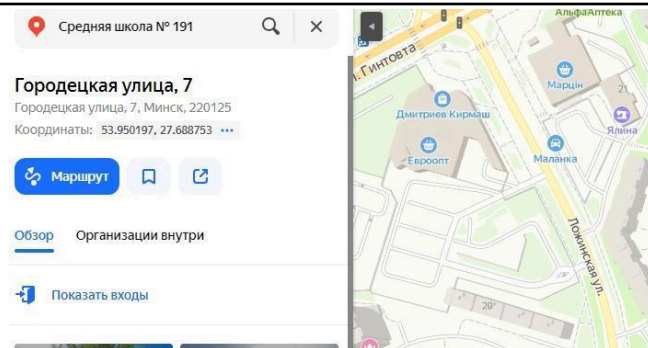 Средняя школа № 191
Городецкая улица, 7
Городецкая улица, 7, Минск, 220125
Координаты: 53.950197, 27.688753 •••
Маршрут
Обзор Организации внутри
Показать входы
АльфаАптека
. Гинтовта
Марцін
21
Дмитриев Кирмаш
Ялина
Евроопт
Маланка
Ложинская ул.
20